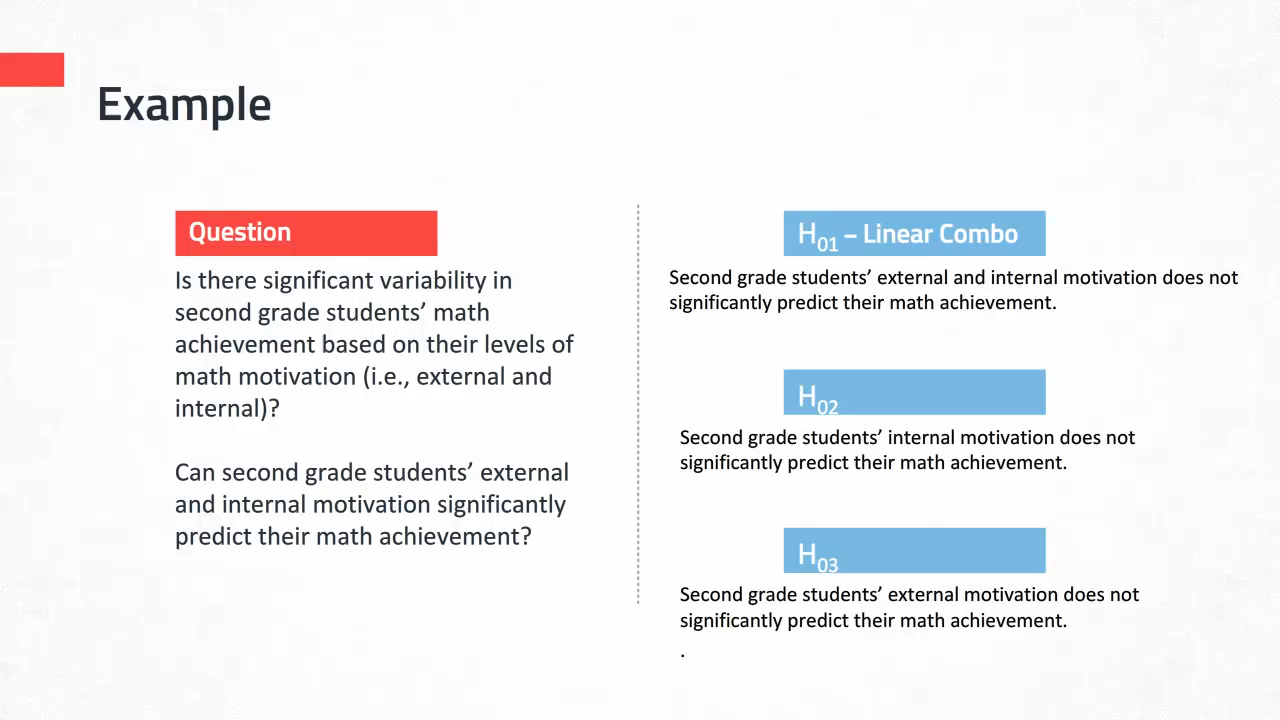 Example
Question
Is there significant variability in
second grade students’ math
achievement based on their levels of
math motivation (i.e., external and
internal)?
Can second grade students’ external
and internal motivation significantly
predict their math achievement?
H01 – Linear Combo
Second grade students’ external and internal motivation does not
significantly predict their math achievement.
H02
Second grade students’ internal motivation does not
significantly predict their math achievement.
H03
Second grade students’ external motivation does not
significantly predict their math achievement.
.